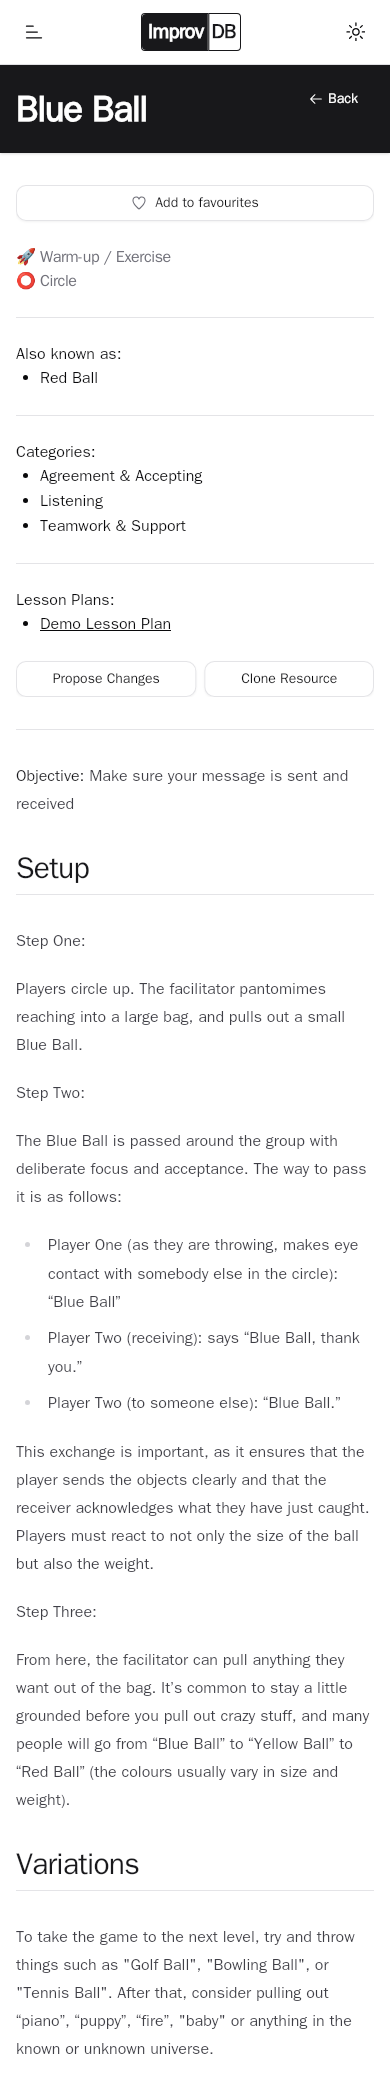 Improv DB
Blue Ball
← Back
Add to favourites
🚀 Warm-up / Exercise
⭕ Circle
Also known as:
• Red Ball
Categories:
• Agreement & Accepting
• Listening
• Teamwork & Support
Lesson Plans:
• Demo Lesson Plan
Propose Changes
Clone Resource
Objective: Make sure your message is sent and
received
Setup
Step One:
Players circle up. The facilitator pantomimes
reaching into a large bag, and pulls out a small
Blue Ball.
Step Two:
The Blue Ball is passed around the group with
deliberate focus and acceptance. The way to pass
it is as follows:
• Player One (as they are throwing, makes eye
contact with somebody else in the circle):
“Blue Ball”
• Player Two (receiving): says “Blue Ball, thank
you.”
• Player Two (to someone else): “Blue Ball.”
This exchange is important, as it ensures that the
player sends the objects clearly and that the
receiver acknowledges what they have just caught.
Players must react to not only the size of the ball
but also the weight.
Step Three:
From here, the facilitator can pull anything they
want out of the bag. It’s common to stay a little
grounded before you pull out crazy stuff, and many
people will go from “Blue Ball” to “Yellow Ball” to
“Red Ball” (the colours usually vary in size and
weight).
Variations
To take the game to the next level, try and throw
things such as "Golf Ball", "Bowling Ball", or
"Tennis Ball". After that, consider pulling out
“piano”, “puppy”, “fire”, "baby" or anything in the
known or unknown universe.